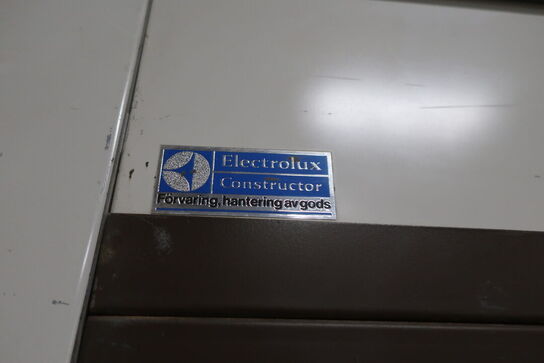 Electrolux
Constructor
Förvaring, hantering av gods